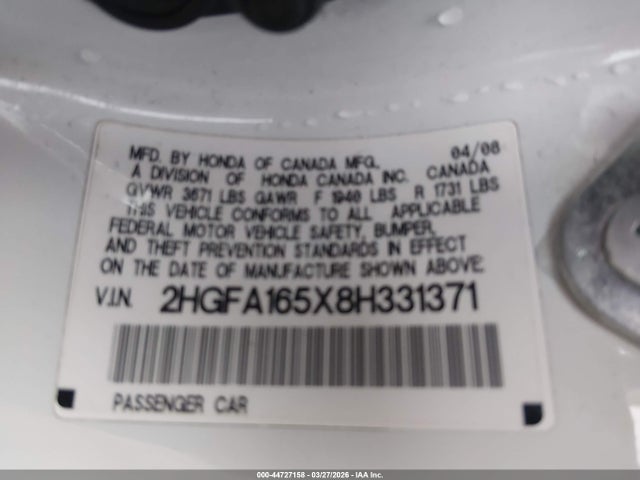 MFD. BY HONDA OF CANADA MFG. 04/08
A DIVISION OF HONDA CANADA INC. CANADA
GVWR 3671 LBS GAWR F 1940 LBS R 1731 LBS
THIS VEHICLE CONFORMS TO ALL APPLICABLE
FEDERAL MOTOR VEHICLE SAFETY, BUMPER,
AND THEFT PREVENTION STANDARDS IN EFFECT
ON THE DATE OF MANUFACTURE SHOWN ABOVE.
V.I.N. 2HGFA165X8H331371
PASSENGER CAR
000-44727158 - 03/27/2026 - IAA Inc.